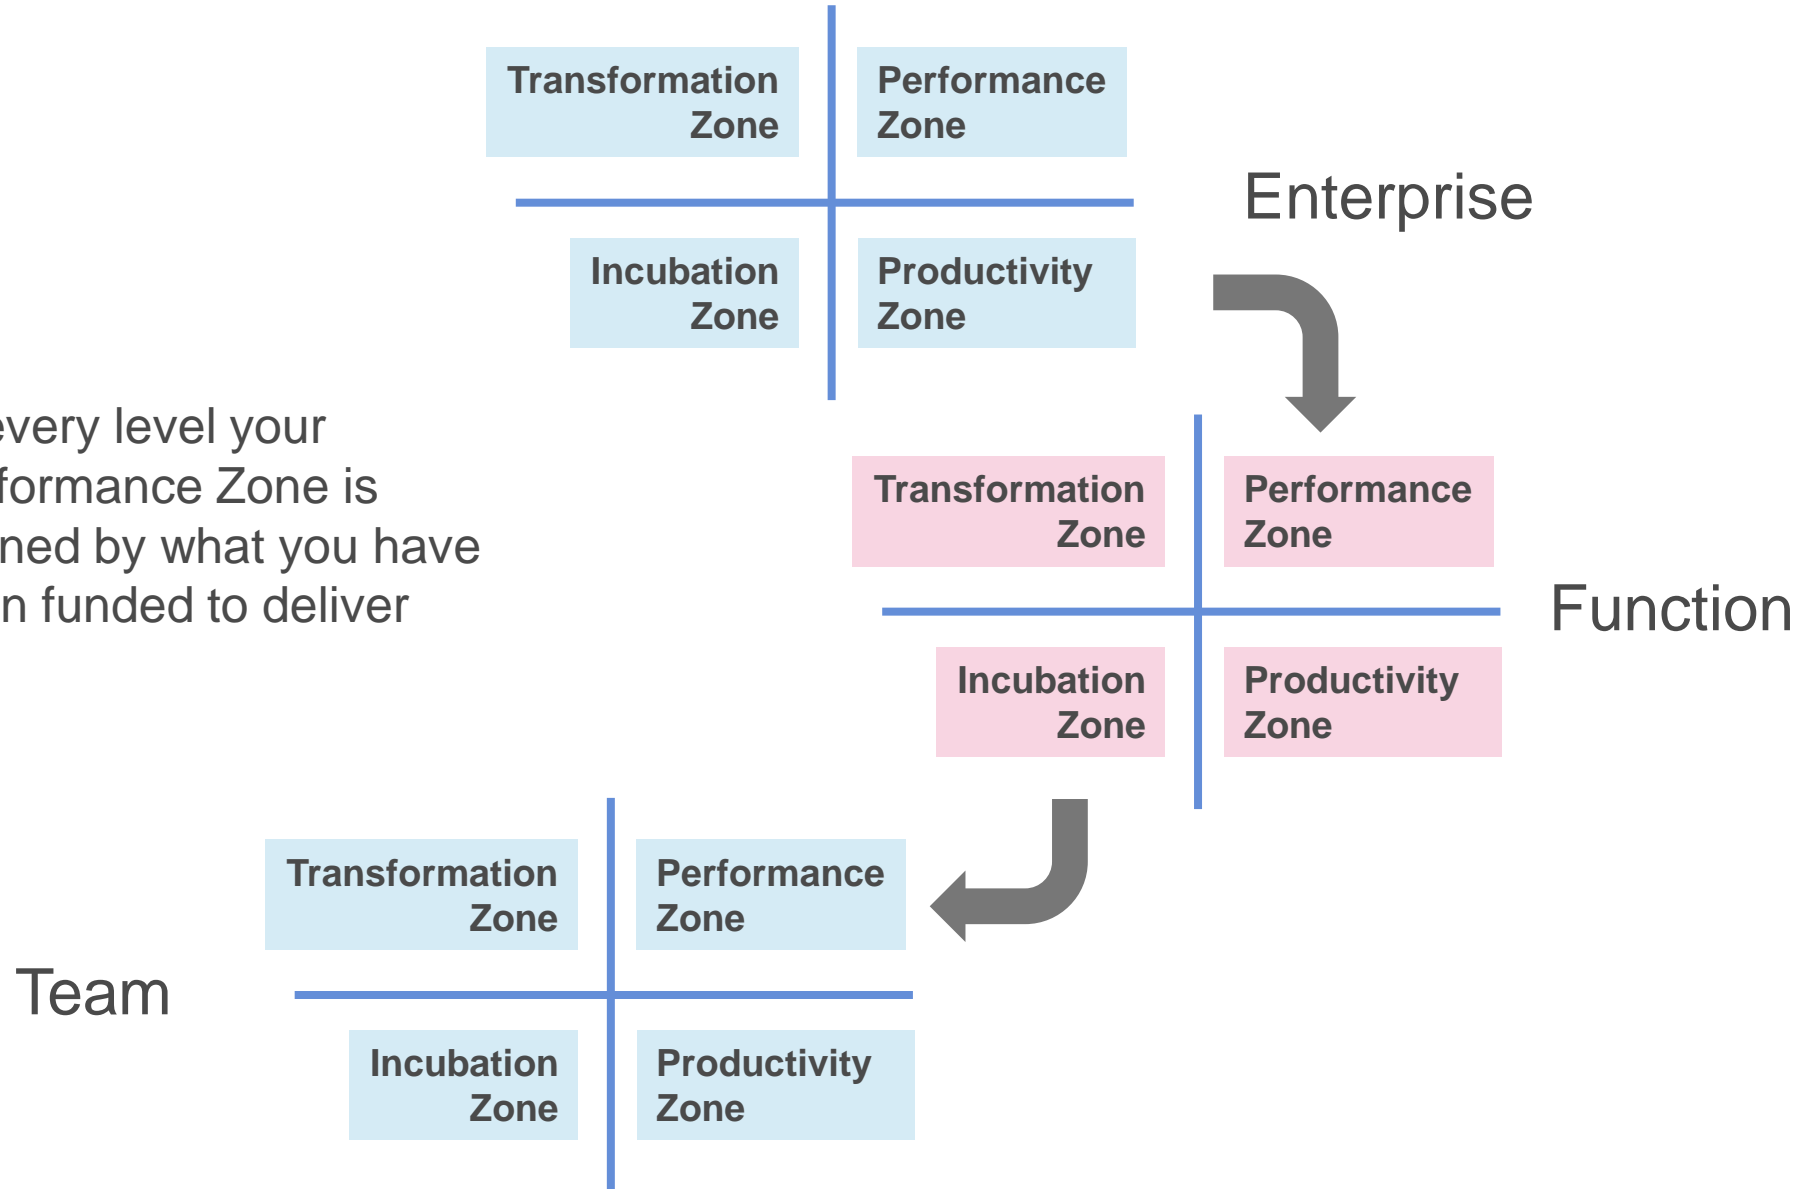 Transformation
Zone
Performance
Zone
Enterprise
Incubation
Zone
Productivity
Zone
every level your
formance Zone is
ned by what you have
n funded to deliver
Transformation
Zone
Performance
Zone
Function
Incubation
Zone
Productivity
Zone
Transformation
Zone
Performance
Zone
Team
Incubation
Zone
Productivity
Zone